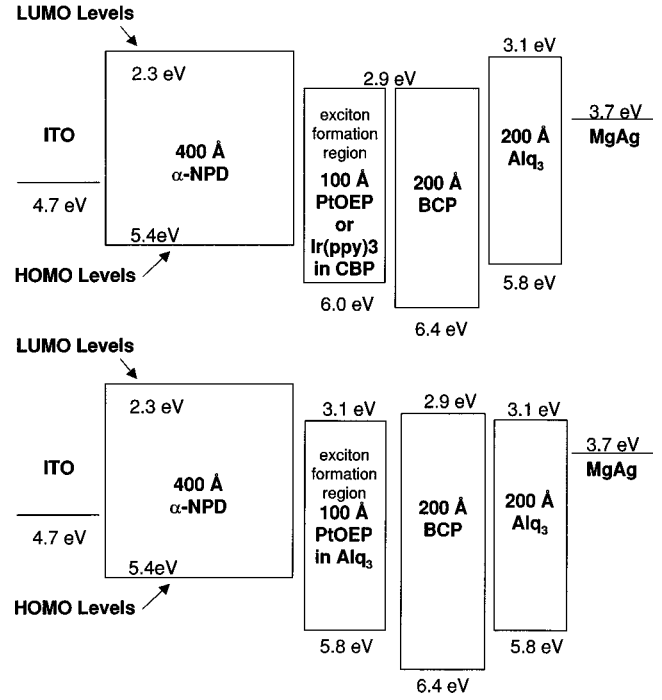 LUMO Levels
2.3 eV
ITO
4.7 eV
400 Å
α-NPD
5.4eV
HOMO Levels
2.9 eV
exciton
formation
region
100 Å
PtOEP
or
Ir(ppy)3
in CBP
6.0 eV
200 Å
BCP
6.4 eV
3.1 eV
200 Å
Alq₃
5.8 eV
3.7 eV
MgAg
LUMO Levels
2.3 eV
ITO
4.7 eV
400 Å
α-NPD
5.4eV
HOMO Levels
3.1 eV
exciton
formation
region
100 Å
PtOEP
in Alq₃
5.8 eV
2.9 eV
200 Å
BCP
6.4 eV
3.1 eV
200 Å
Alq₃
5.8 eV
3.7 eV
MgAg